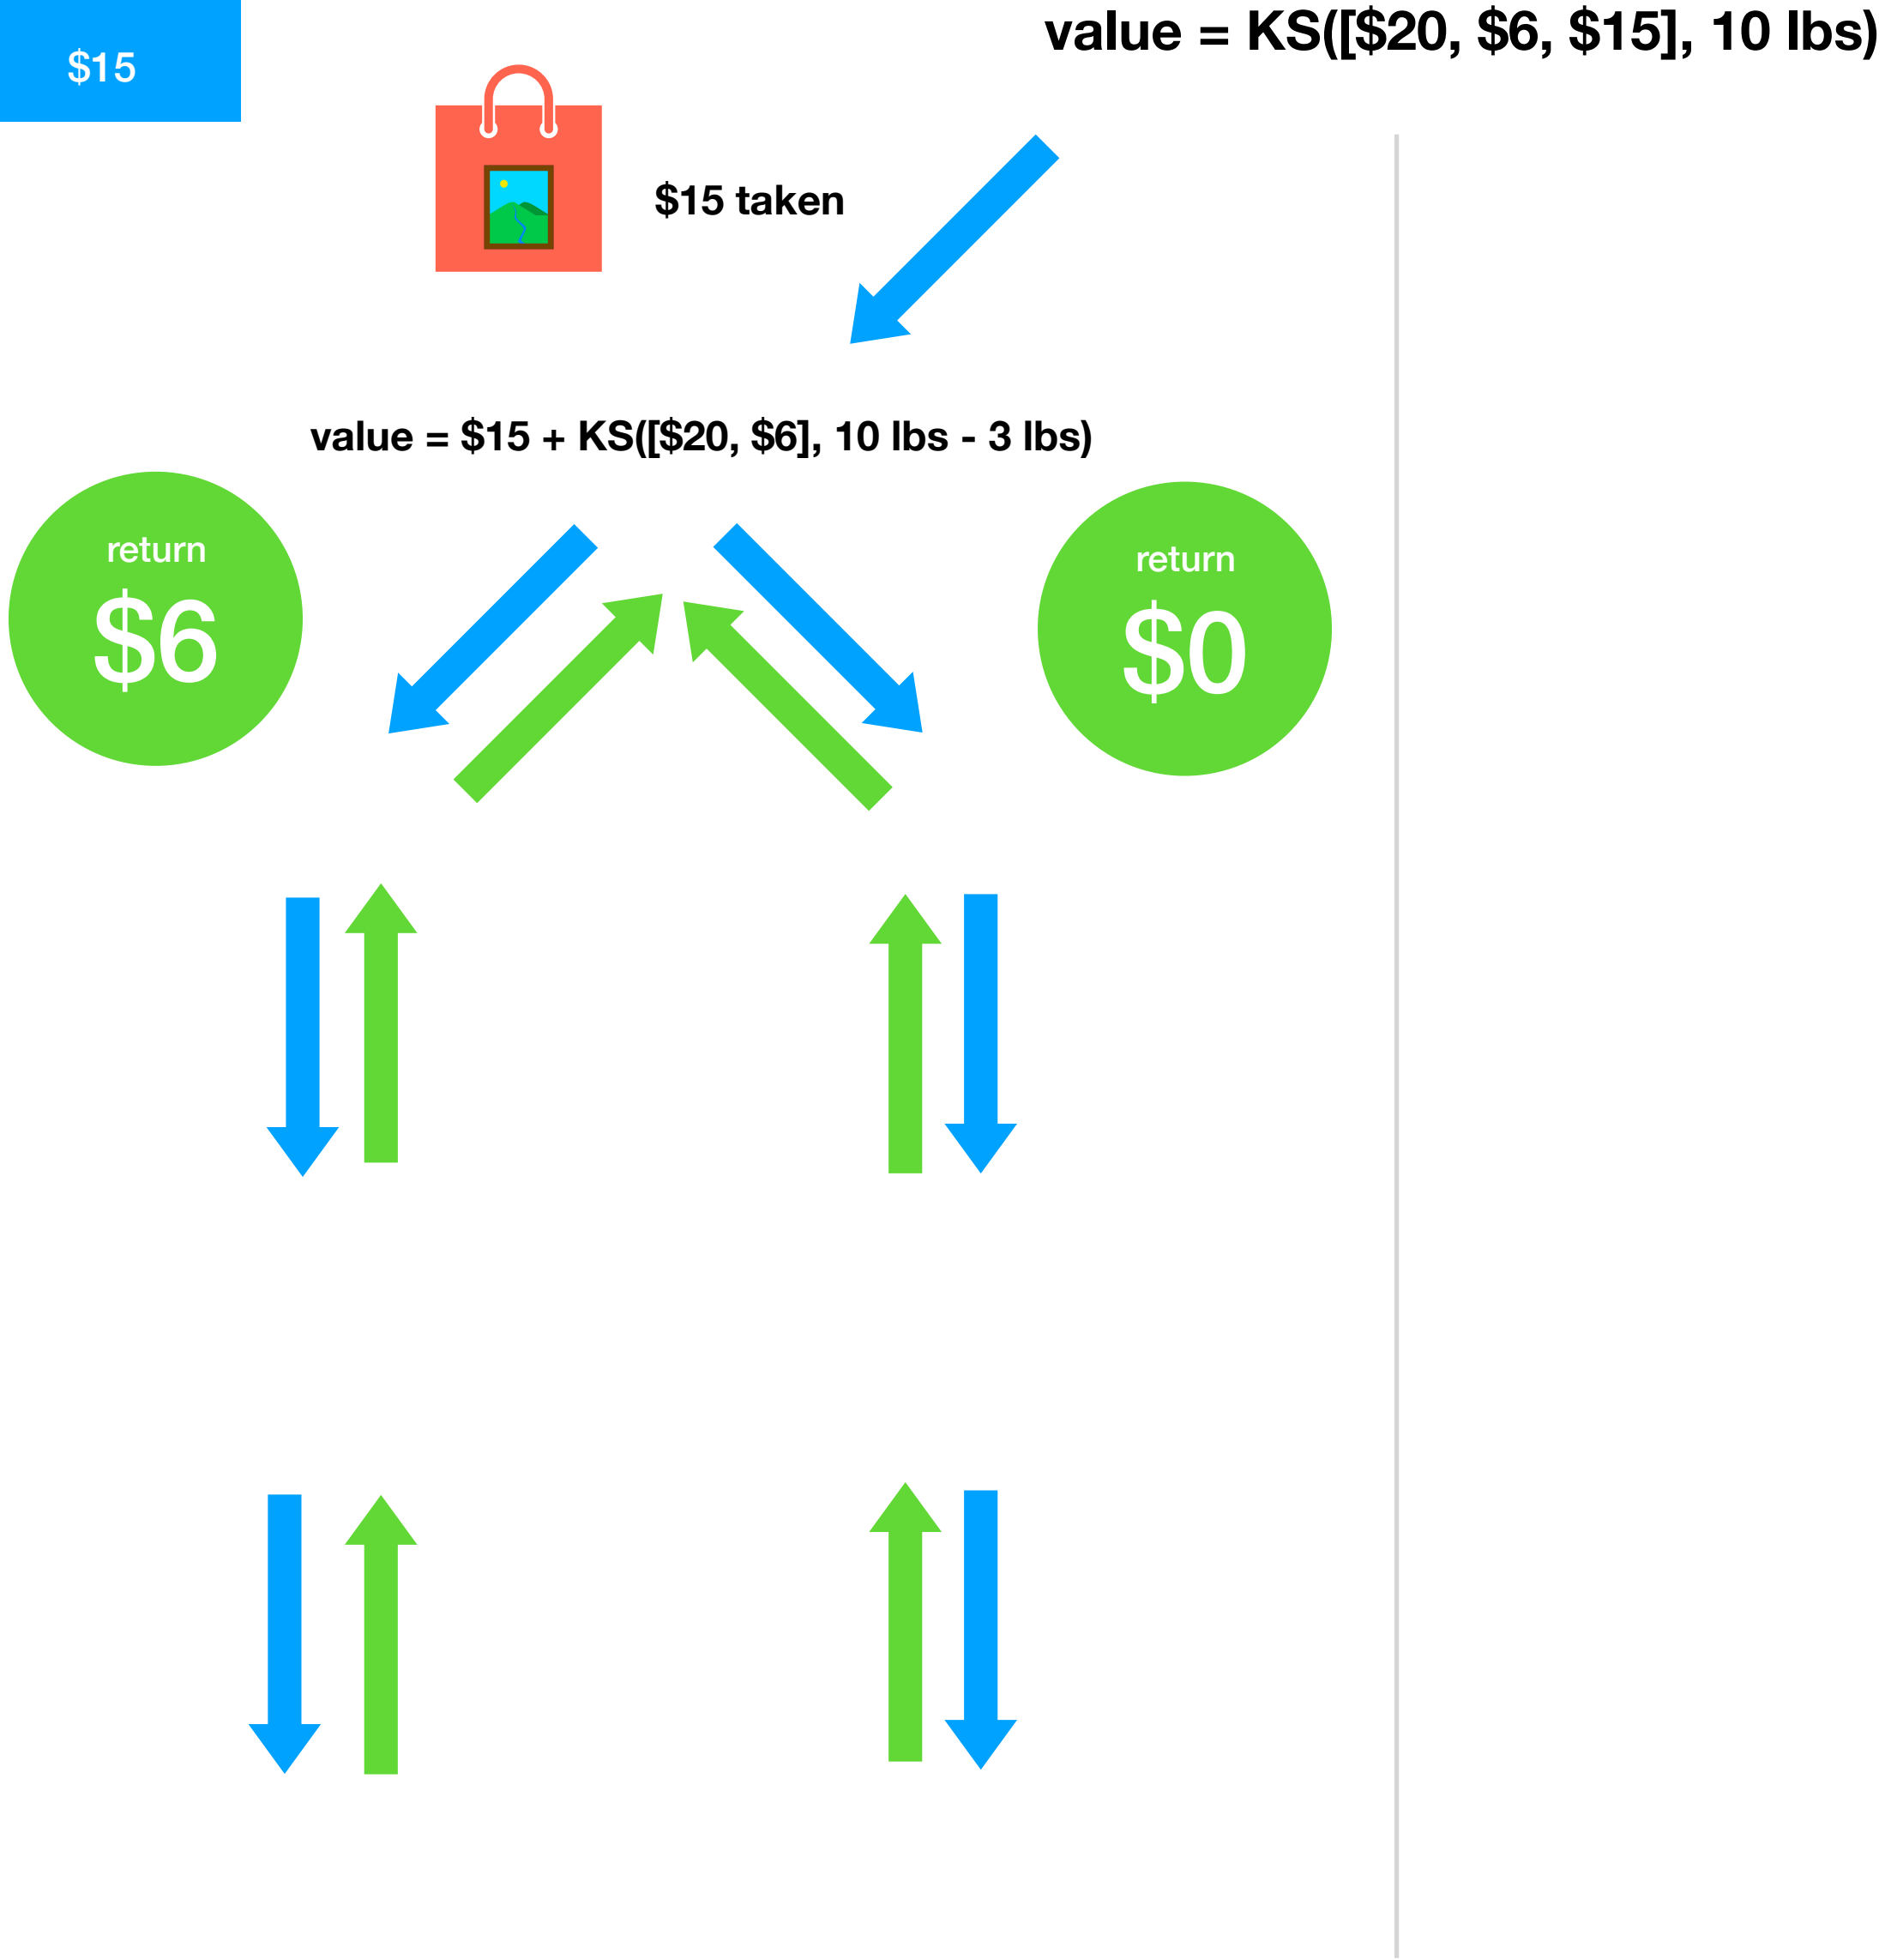 value = KS([$20, $6, $15], 10 lbs)
$15
$15 taken
value = $15 + KS([$20, $6], 10 lbs - 3 lbs)
return
$6
return
$0